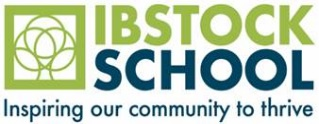 IBSTOCK
SCHOOL
Inspiring our community to thrive